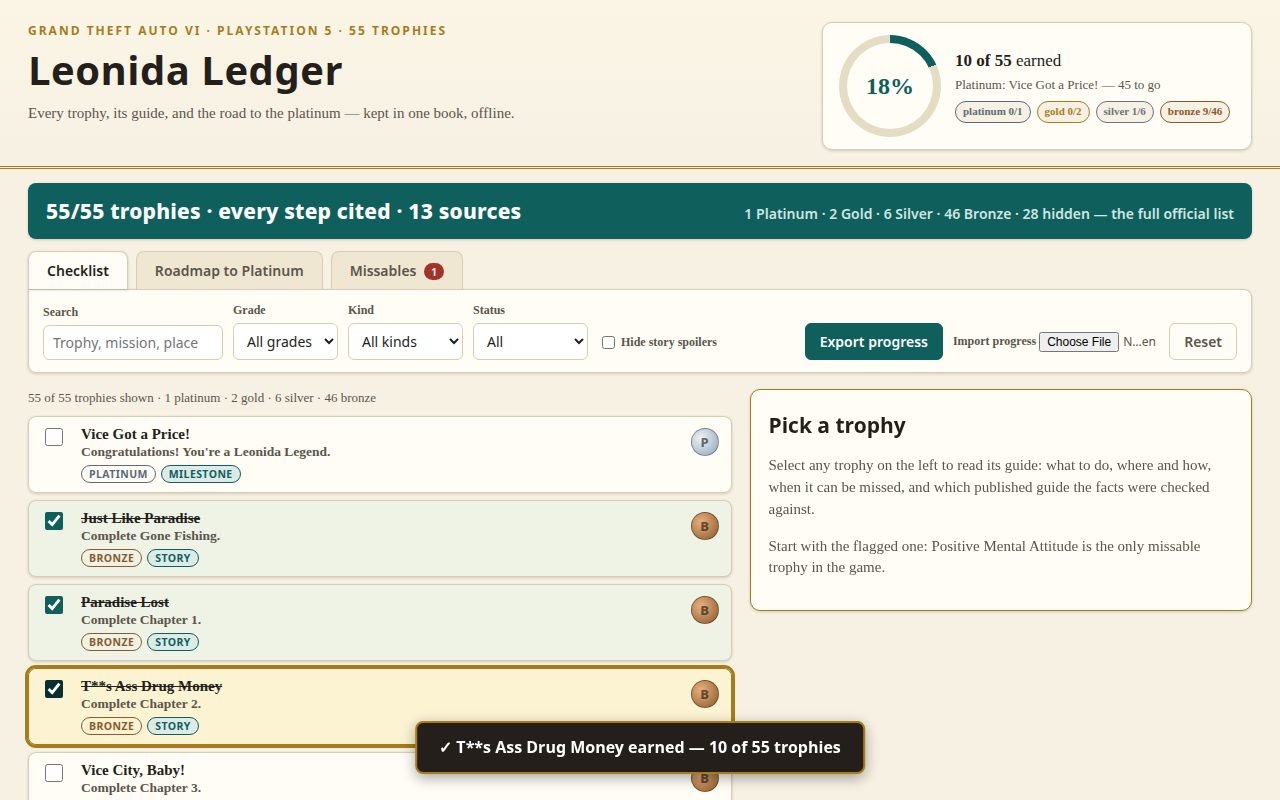 GRAND THEFT AUTO VI · PLAYSTATION 5 · 55 TROPHIES
Leonida Ledger
Every trophy, its guide, and the road to the platinum — kept in one book, offline.
18%
10 of 55 earned
Platinum: Vice Got a Price! — 45 to go
platinum 0/1
gold 0/2
silver 1/6
bronze 9/46
55/55 trophies · every step cited · 13 sources
1 Platinum · 2 Gold · 6 Silver · 46 Bronze · 28 hidden — the full official list
Checklist
Roadmap to Platinum
Missables 1
Search
Grade
Kind
Status
Trophy, mission, place
All grades
All kinds
All
Hide story spoilers
Export progress
Import progress
Choose File
N...en
Reset
55 of 55 trophies shown · 1 platinum · 2 gold · 6 silver · 46 bronze
Vice Got a Price!
Congratulations! You're a Leonida Legend.
PLATINUM
MILESTONE
P
Just Like Paradise
Complete Gone Fishing.
BRONZE
STORY
B
Paradise Lost
Complete Chapter 1.
BRONZE
STORY
B
T**s Ass Drug Money
Complete Chapter 2.
BRONZE
STORY
B
Vice City, Baby!
Complete Chapter 3.
B
Pick a trophy
Select any trophy on the left to read its guide: what to do, where and how,
when it can be missed, and which published guide the facts were checked
against.
Start with the flagged one: Positive Mental Attitude is the only missable
trophy in the game.
✓ T**s Ass Drug Money earned — 10 of 55 trophies